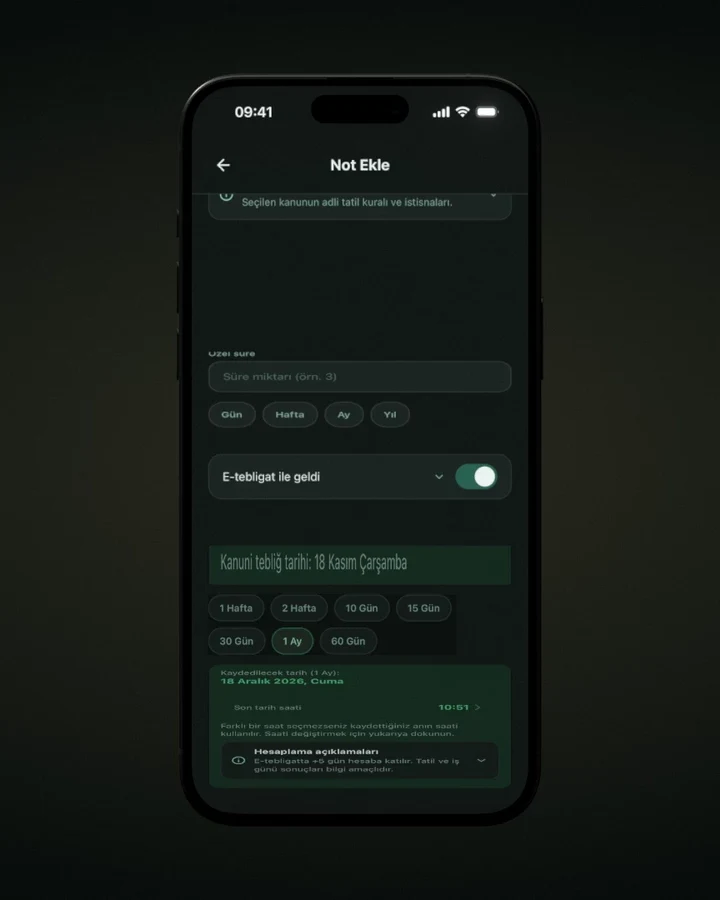 09:41
Not Ekle
Seçilen kanunun adli tatil kuralı ve istisnaları.
Özel süre
Süre miktarı (örn. 3)
Gün Hafta Ay Yıl
E-tebligat ile geldi
Kanuni tebliğ tarihi: 18 Kasım Çarşamba
1 Hafta 2 Hafta 10 Gün 15 Gün
30 Gün 1 Ay 60 Gün
Kaydedilecek tarih (1 Ay):
18 Aralık 2026, Cuma
Son tarih saati 10:51
Farklı bir saat seçmezseniz kaydettiğiniz anın saati
kullanılır. Saati değiştirmek için yukarıya dokunun.
Hesaplama açıklamaları
E-tebligatta +5 gün hesaba katılır. Tatil ve iş
günü sonuçları bilgi amaçlıdır.